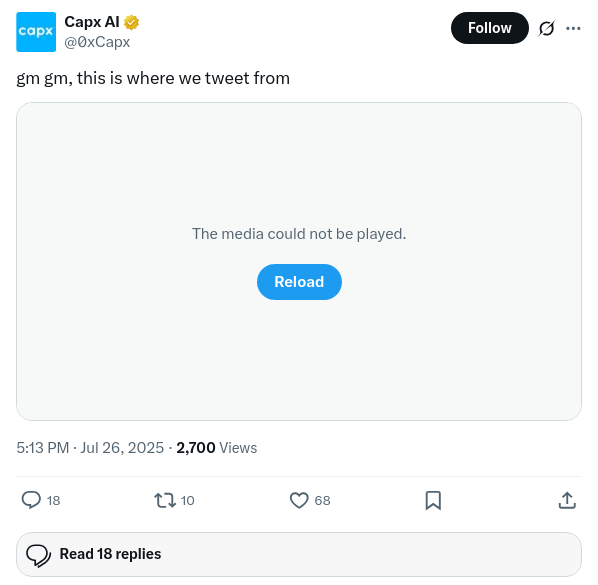 capx
Capx AI
@0xCapx
Follow
gm gm, this is where we tweet from
The media could not be played.
Reload
5:13 PM · Jul 26, 2025 · 2,700 Views
18
10
68
Read 18 replies